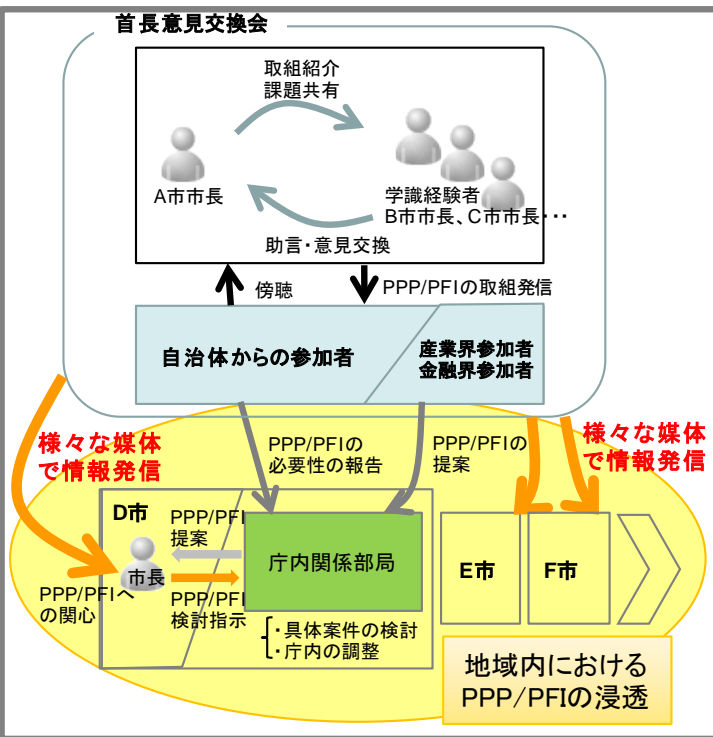 首長意見交換会
取組紹介
課題共有
A市市長
学識経験者
B市市長、C市市長・・・
助言・意見交換
傍聴
PPP/PFIの取組発信
自治体からの参加者
産業界参加者
金融界参加者
様々な媒体
で情報発信
PPP/PFIの
必要性の報告
PPP/PFIの
提案
様々な媒体
で情報発信
D市
PPP/PFI
提案
市長
庁内関係部局
E市
F市
PPP/PFIへ
の関心
PPP/PFI
検討指示
・具体案件の検討
・庁内の調整
地域内における
PPP/PFIの浸透